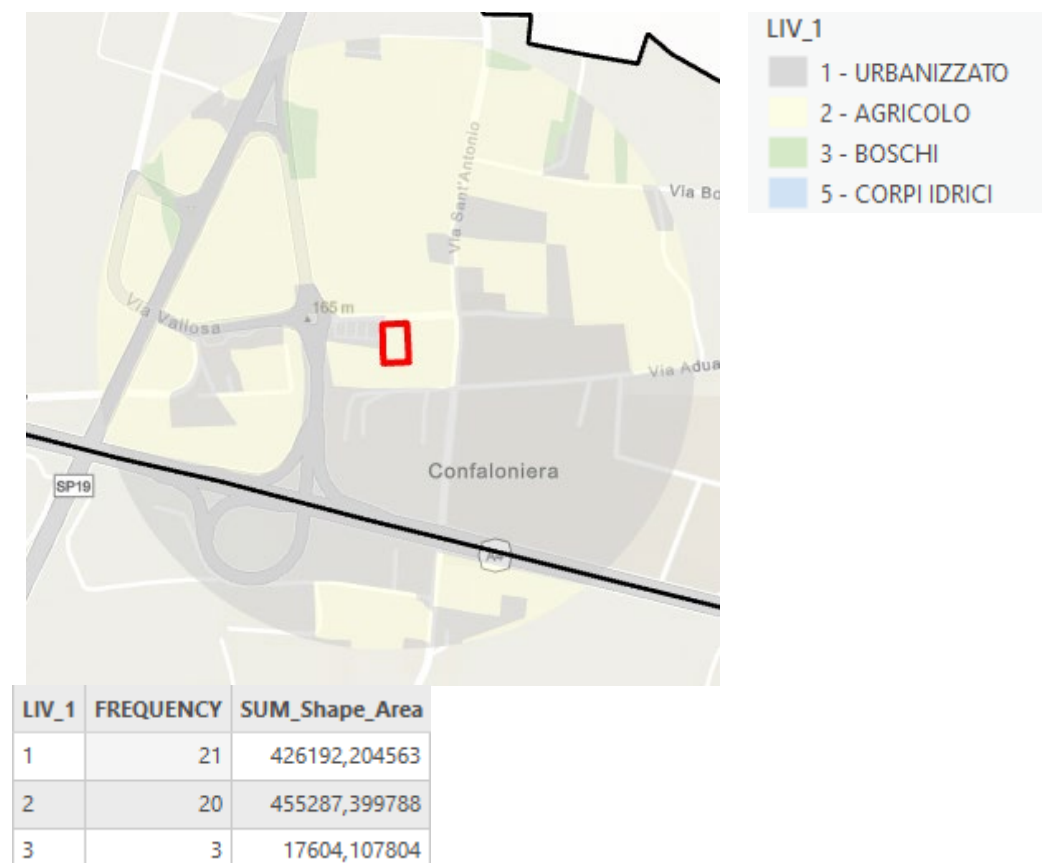 LIV_1
1 - URBANIZZATO
2 - AGRICOLO
3 - BOSCHI
5 - CORPI IDRICI
Via Sant'Antonio
Via Bo
165 m
Via Vallosa
Via Adua
Confaloniera
SP19
A4
LIV_1 FREQUENCY SUM_Shape_Area
1 21 426192,204563
2 20 455287,399788
3 3 17604,107804